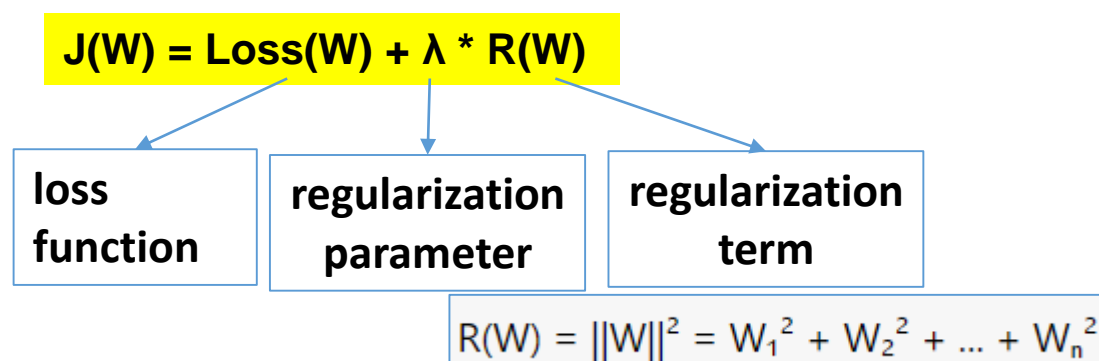 J(W) = Loss(W) + λ * R(W)
loss
function
regularization
parameter
regularization
term
R(W) = ||W||² = W₁² + W₂² + ... + Wₙ²